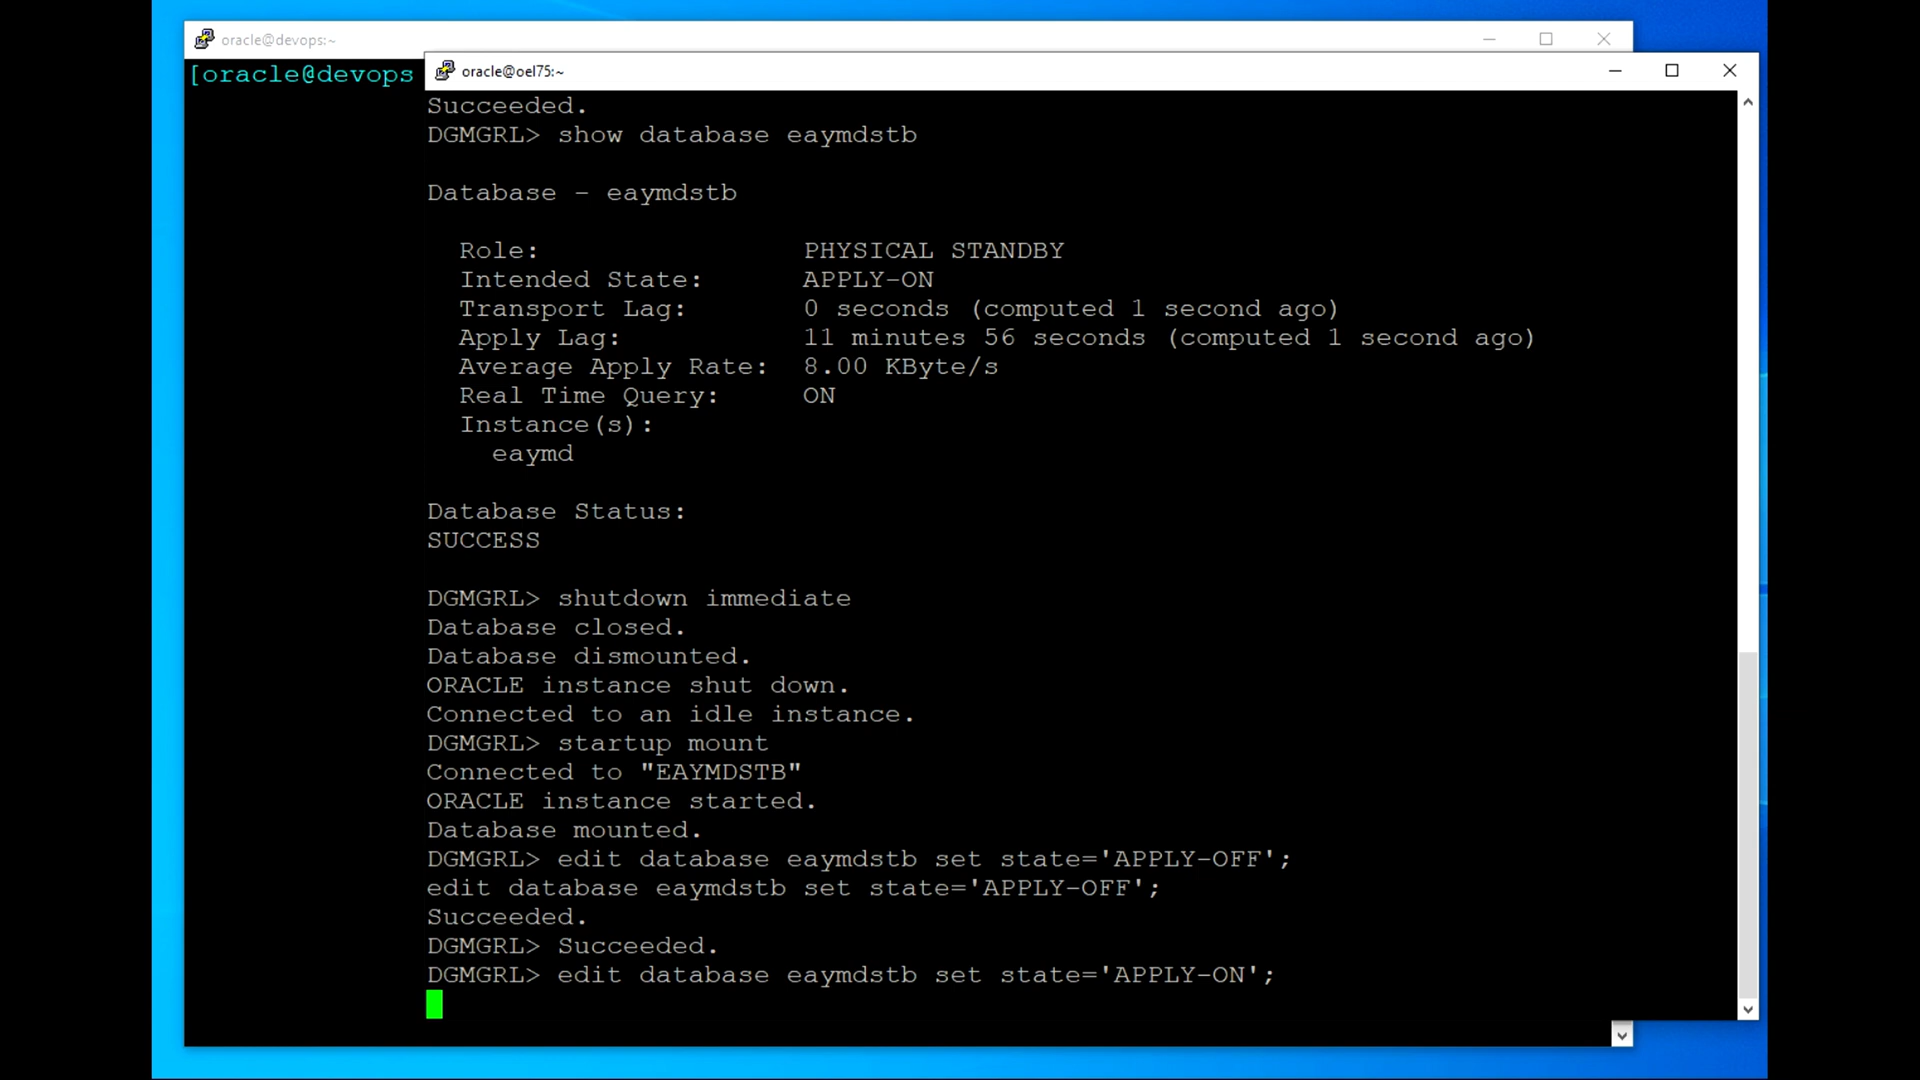 oracle@devops:~
[oracle@devops
oracle@oel75:~
Succeeded.
DGMGRL> show database eaymdstb
Database - eaymdstb
Role: PHYSICAL STANDBY
Intended State: APPLY-ON
Transport Lag: 0 seconds (computed 1 second ago)
Apply Lag: 11 minutes 56 seconds (computed 1 second ago)
Average Apply Rate: 8.00 KByte/s
Real Time Query: ON
Instance(s):
eaymd
Database Status:
SUCCESS
DGMGRL> shutdown immediate
Database closed.
Database dismounted.
ORACLE instance shut down.
Connected to an idle instance.
DGMGRL> startup mount
Connected to "EAYMDSTB"
ORACLE instance started.
Database mounted.
DGMGRL> edit database eaymdstb set state='APPLY-OFF';
edit database eaymdstb set state='APPLY-OFF';
Succeeded.
DGMGRL> Succeeded.
DGMGRL> edit database eaymdstb set state='APPLY-ON';